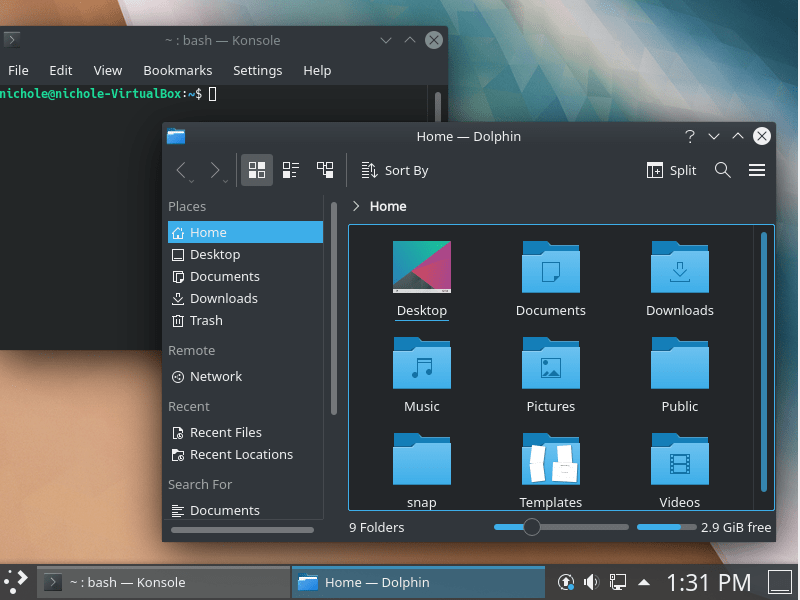 ~ : bash — Konsole
File Edit View Bookmarks Settings Help
nichole@nichole-VirtualBox:~$
Home — Dolphin
Sort By Split
Places
Home
Desktop
Documents
Downloads
Trash
Remote
Network
Recent
Recent Files
Recent Locations
Search For
Documents
> Home
Desktop Documents Downloads
Music Pictures Public
snap Templates Videos
9 Folders 2.9 GiB free
~ : bash — Konsole Home — Dolphin 1:31 PM